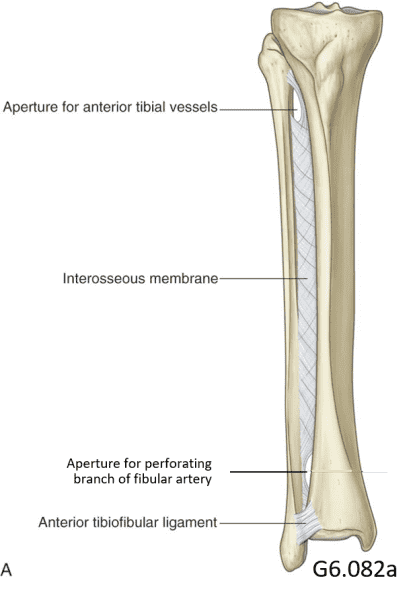 Aperture for anterior tibial vessels
Interosseous membrane
Aperture for perforating
branch of fibular artery
Anterior tibiofibular ligament
A
G6.082a